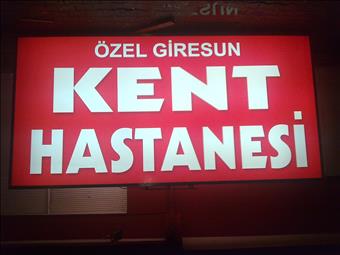 ÖZEL GİRESUN
KENT
HASTANESİ